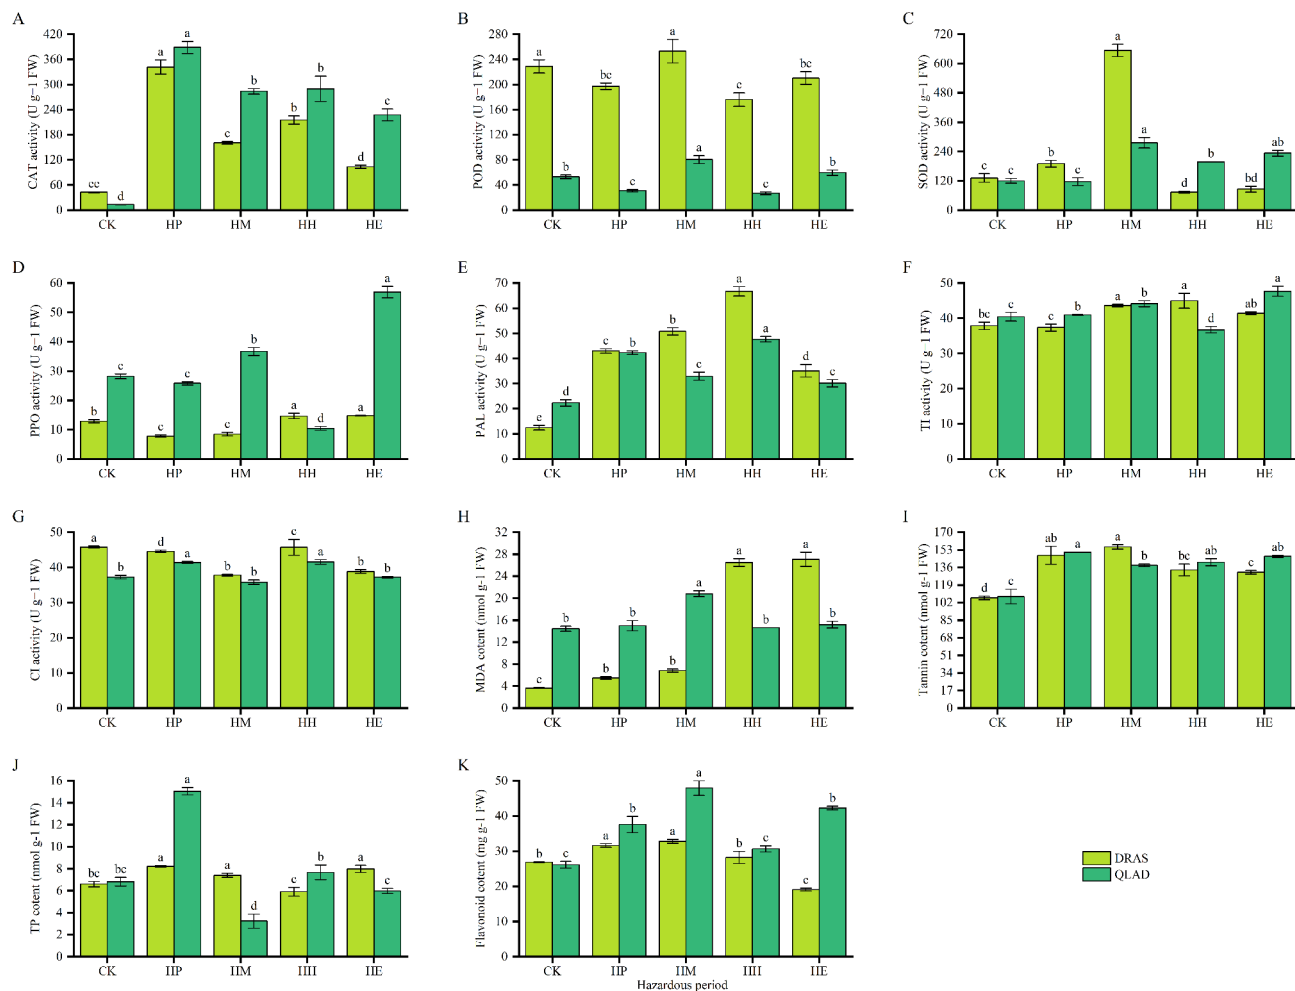 A
CAT activity (U g−1 FW)
420
360
300
240
180
120
60
0
cc
d
a
a
c
b
b
b
d
c
CK HP HM HH HE
B
POD activity (U g−1 FW)
280
240
200
160
120
80
40
0
a
b
bc
c
a
a
c
c
bc
b
CK HP HM HH HE
C
SOD activity (U g−1 FW)
720
600
480
360
240
120
0
c
c
b
c
a
a
d
b
bd
ab
CK HP HM HH HE
D
PPO activity (U g−1 FW)
60
50
40
30
20
10
0
b
c
c
c
c
b
a
d
a
a
CK HP HM HH HE
E
PAL activity (U g−1 FW)
70
60
50
40
30
20
10
0
e
d
c
b
b
c
a
a
d
c
CK HP HM HH HE
F
TI activity (U g−1 FW)
50
40
30
20
10
0
bc
c
c
b
a
b
a
d
ab
a
CK HP HM HH HE
G
CI activity (U g−1 FW)
50
40
30
20
10
0
a
b
d
a
b
b
c
a
b
b
CK HP HM HH HE
H
MDA cotent (nmol g-1 FW)
32
28
24
20
16
12
8
4
0
c
b
b
b
b
a
a
b
a
b
CK HP HM HH HE
I
Tannin cotent (nmol g-1 FW)
170
153
136
119
102
85
68
51
34
17
0
d
c
ab
a
a
b
bc
ab
c
ab
CK HP HM HH HE
J
TP cotent (nmol g-1 FW)
16
14
12
10
8
6
4
2
0
bc
bc
a
a
a
d
c
b
a
c
CK HP HM HH HE
K
Flavonoid cotent (mg g-1 FW)
50
40
30
20
10
0
b
c
a
b
a
a
b
c
c
b
CK HP HM HH HE
Hazardous period
DRAS
QLAD